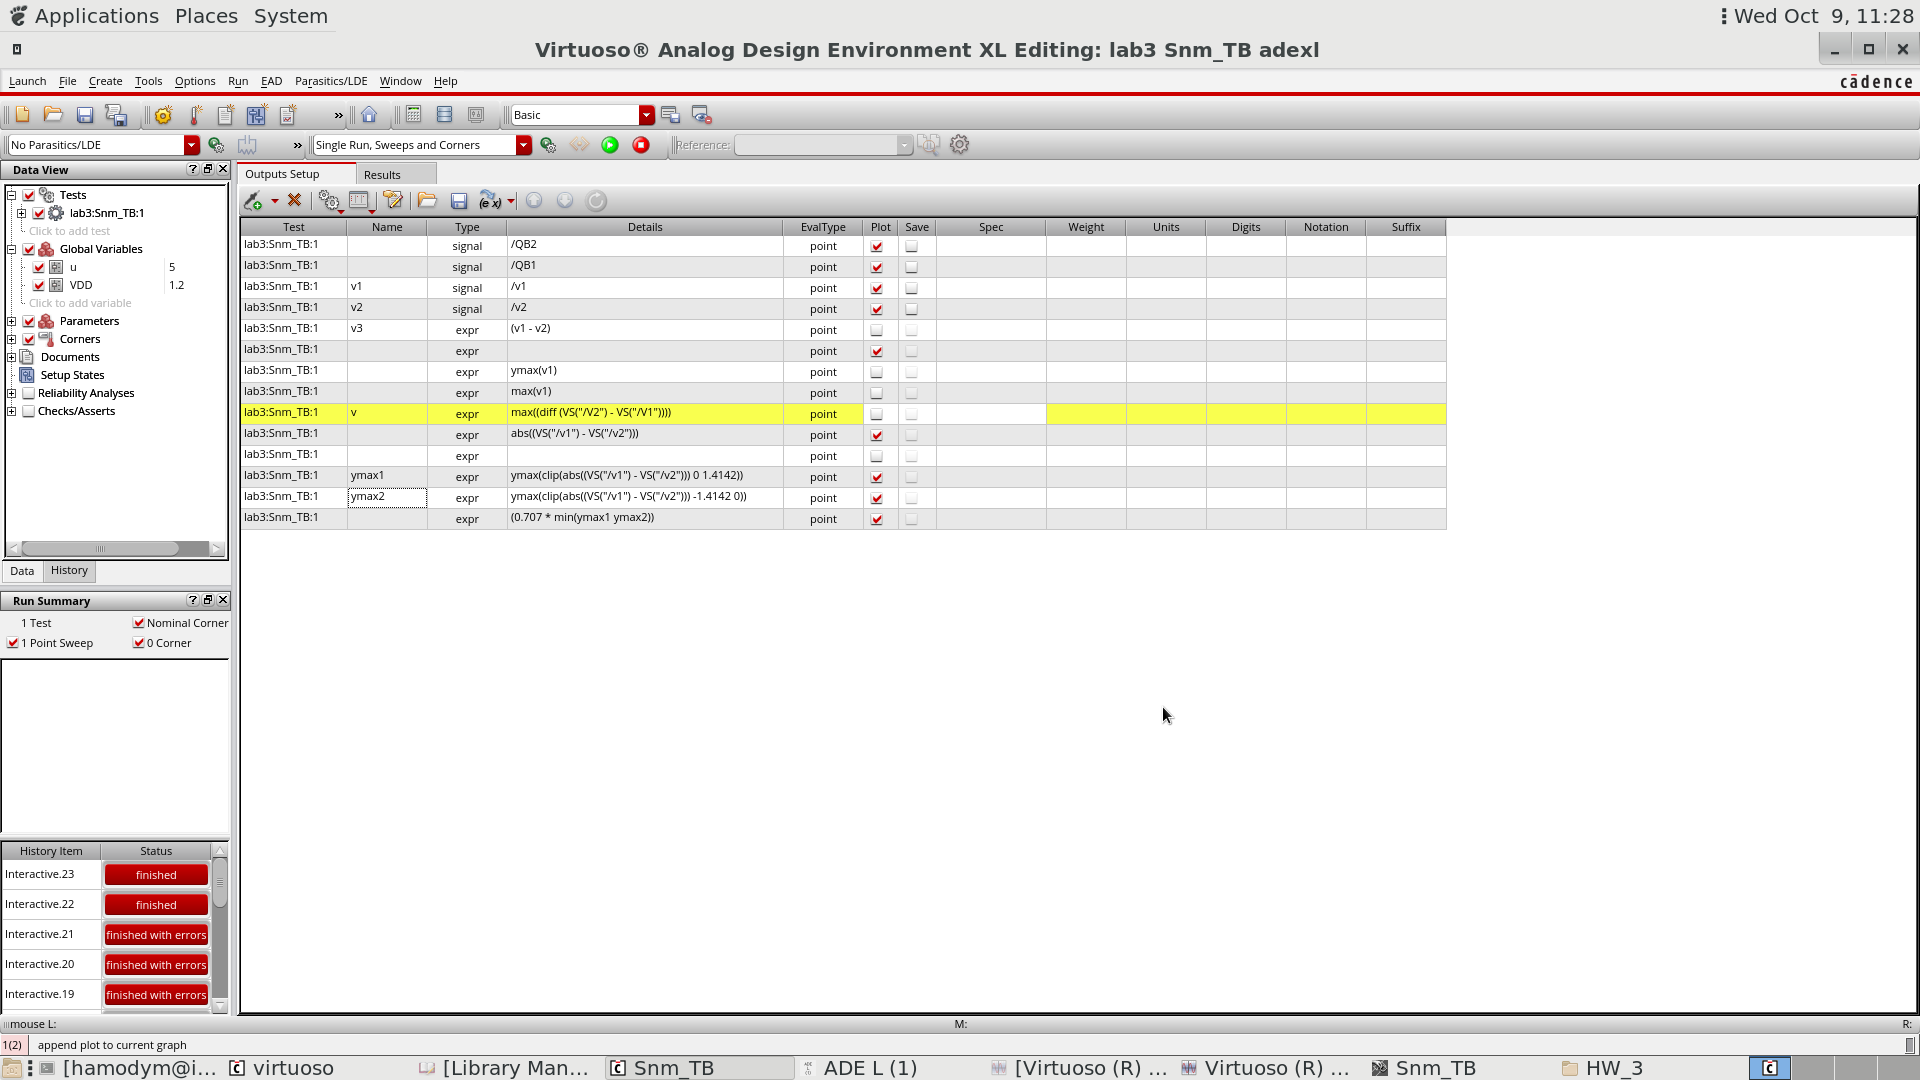 Applications Places System Wed Oct 9, 11:28
Virtuoso® Analog Design Environment XL Editing: lab3 Snm_TB adexl
Launch File Create Tools Options Run EAD Parasitics/LDE Window Help cādence
» Basic
No Parasitics/LDE » Single Run, Sweeps and Corners Reference:
Data View ?
Tests
lab3:Snm_TB:1
Click to add test
Global Variables
u 5
VDD 1.2
Click to add variable
Parameters
Corners
Documents
Setup States
Reliability Analyses
Checks/Asserts
Data History
Run Summary ?
1 Test Nominal Corner
1 Point Sweep 0 Corner
History Item Status
Interactive.23 finished
Interactive.22 finished
Interactive.21 finished with errors
Interactive.20 finished with errors
Interactive.19 finished with errors
Outputs Setup Results
(e/x)
Test Name Type Details EvalType Plot Save Spec Weight Units Digits Notation Suffix
lab3:Snm_TB:1 signal /QB2 point
lab3:Snm_TB:1 signal /QB1 point
lab3:Snm_TB:1 v1 signal /v1 point
lab3:Snm_TB:1 v2 signal /v2 point
lab3:Snm_TB:1 v3 expr (v1 - v2) point
lab3:Snm_TB:1 expr point
lab3:Snm_TB:1 expr ymax(v1) point
lab3:Snm_TB:1 expr max(v1) point
lab3:Snm_TB:1 v expr max((diff (VS("/V2") - VS("/V1")))) point
lab3:Snm_TB:1 expr abs((VS("/v1") - VS("/v2"))) point
lab3:Snm_TB:1 expr point
lab3:Snm_TB:1 ymax1 expr ymax(clip(abs((VS("/v1") - VS("/v2"))) 0 1.4142)) point
lab3:Snm_TB:1 ymax2 expr ymax(clip(abs((VS("/v1") - VS("/v2"))) -1.4142 0)) point
lab3:Snm_TB:1 expr (0.707 * min(ymax1 ymax2)) point
mouse L: M: R:
1(2) append plot to current graph
[hamodym@i... virtuoso [Library Man... Snm_TB ADE L (1) [Virtuoso (R) ... Virtuoso (R) ... Snm_TB HW_3